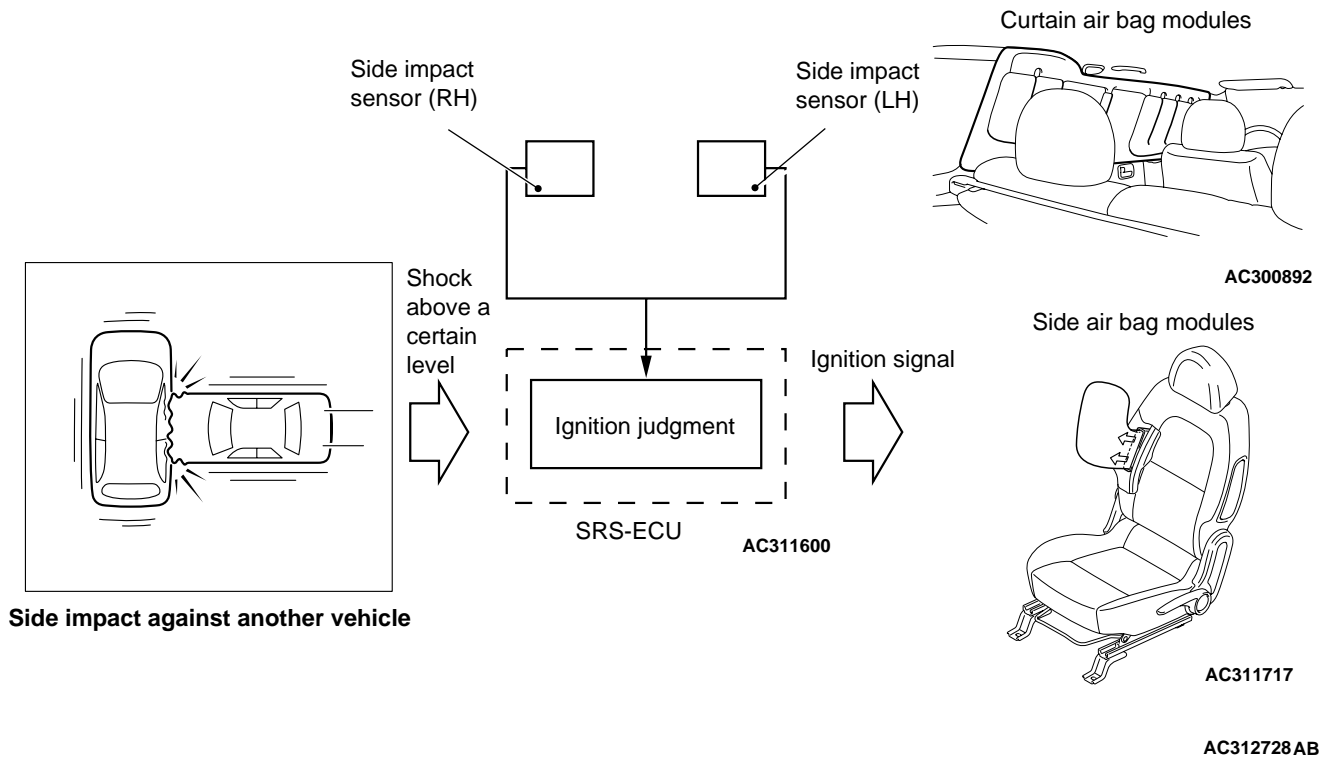 Curtain air bag modules
Side impact
sensor (RH)
Side impact
sensor (LH)
AC300892
Shock
above a
certain
level
Side air bag modules
Ignition signal
Ignition judgment
SRS-ECU
AC311600
Side impact against another vehicle
AC311717
AC312728AB